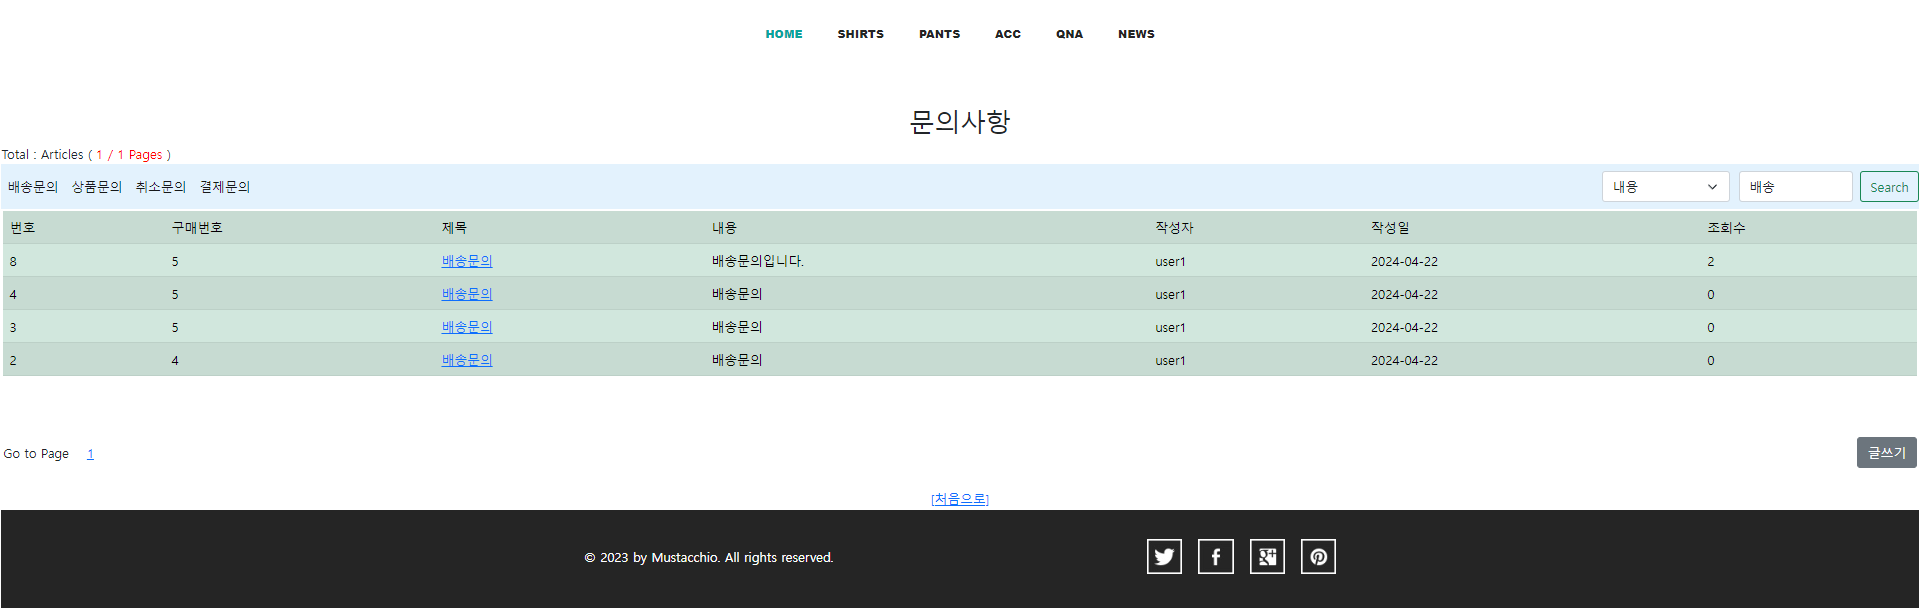 HOME SHIRTS PANTS ACC QNA NEWS
문의사항
Total : Articles ( 1 / 1 Pages )
배송문의 상품문의 취소문의 결제문의 내용 배송 Search
번호 구매번호 제목 내용 작성자 작성일 조회수
8 5 배송문의 배송문의입니다. user1 2024-04-22 2
4 5 배송문의 배송문의 user1 2024-04-22 0
3 5 배송문의 배송문의 user1 2024-04-22 0
2 4 배송문의 배송문의 user1 2024-04-22 0
Go to Page 1 글쓰기
[처음으로]
© 2023 by Mustacchio. All rights reserved.